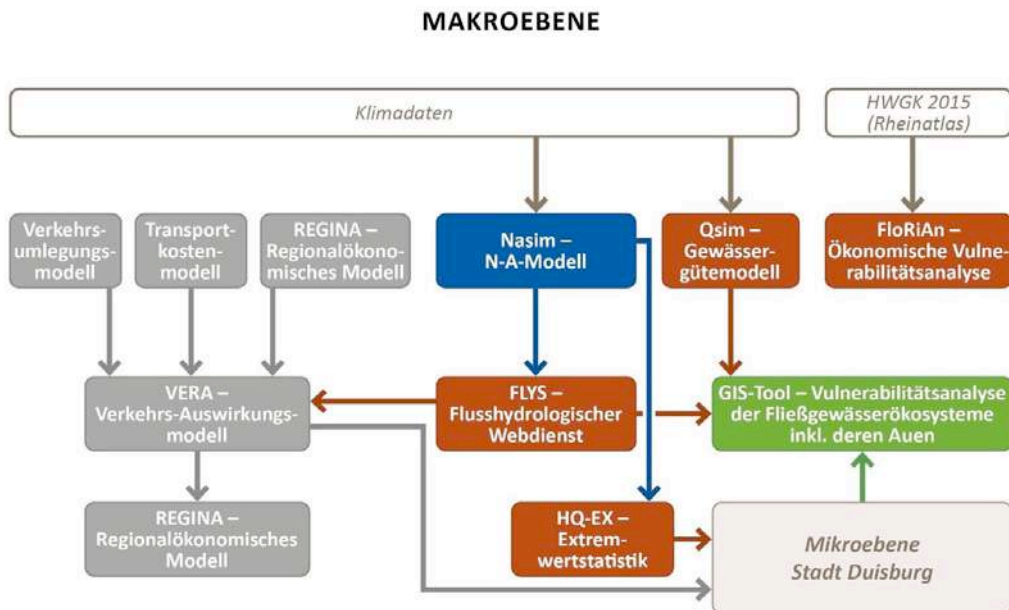 MAKROEBENE
Klimadaten
HWGK 2015
(Rheinatlas)
Verkehrs-
umlegungs-
modell
Transport-
kosten-
modell
REGINA –
Regionalökono-
misches Modell
Nasim –
N-A-Modell
Qsim –
Gewässer-
gütemodell
FloRiAn –
Ökonomische Vulne-
rabilitätsanalyse
VERA –
Verkehrs-Auswirkungs-
modell
FLYS –
Flusshydrologischer
Webdienst
GIS-Tool – Vulnerabilitätsanalyse
der Fließgewässerökosysteme
inkl. deren Auen
REGINA –
Regionalökonomisches
Modell
HQ-EX –
Extrem-
wertstatistik
Mikroebene
Stadt Duisburg